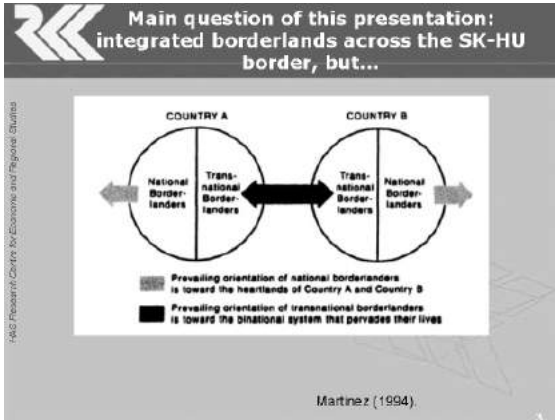 Main question of this presentation:
integrated borderlands across the SK-HU
border, but...
HAS Research Centre for Economic and Regional Studies
COUNTRY A
COUNTRY B
National
Border-
landers
Trans-
national
Border-
landers
Trans-
national
Border-
landers
National
Border-
landers
Prevailing orientation of national borderlanders
is toward the heartlands of Country A and Country B
Prevailing orientation of transnational borderlanders
is toward the binational system that pervades their lives
Martinez (1994).
3